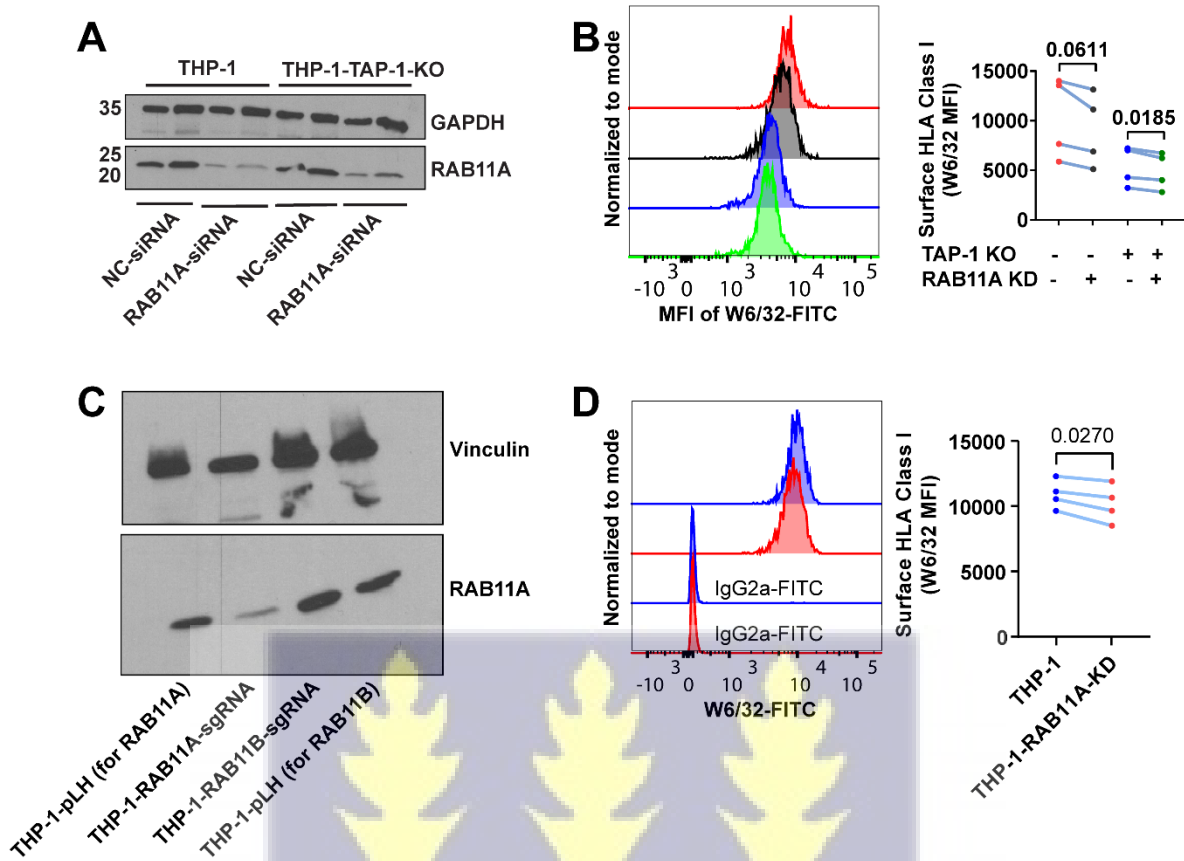 A
THP-1 THP-1-TAP-1-KO
35
GAPDH
25
20
RAB11A
NC-siRNA
RAB11A-siRNA
NC-siRNA
RAB11A-siRNA
B
Normalized to mode
-10 3 0 10 3 10 4 10 5
MFI of W6/32-FITC
Surface HLA Class I
(W6/32 MFI)
0.0611
0.0185
15000
10000
5000
0
TAP-1 KO - - + +
RAB11A KD - + - +
C
Vinculin
RAB11A
THP-1-pLH (for RAB11A)
THP-1-RAB11A-sgRNA
THP-1-RAB11B-sgRNA
THP-1-pLH (for RAB11B)
D
Normalized to mode
IgG2a-FITC
IgG2a-FITC
-10 3 0 10 3 10 4 10 5
W6/32-FITC
Surface HLA Class I
(W6/32 MFI)
0.0270
15000
10000
5000
0
THP-1
THP-1-RAB11A-KD